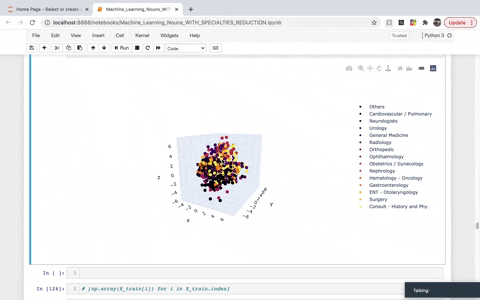 Home Page - Select or create
Machine_Learning_Nouns_WITH_
localhost:8888/notebooks/Machine_Learning_Nouns_WITH_SPECIALTIES_REDUCTION.ipynb
Update
File Edit View Insert Cell Kernel Widgets Help
Trusted
Python 3
Run
Code
Others
Cardiovascular / Pulmonary
Neurologists
Urology
General Medicine
Radiology
Orthopedic
Ophthalmology
Obstetrics / Gynecology
Nephrology
Hematology - Oncology
Gastroenterology
ENT - Otolaryngology
Surgery
Consult - History and Phy.
z
x
y
In [ ]:
In [124]: # [np.array(X_train[i]) for i in X_train.index]
Talking: